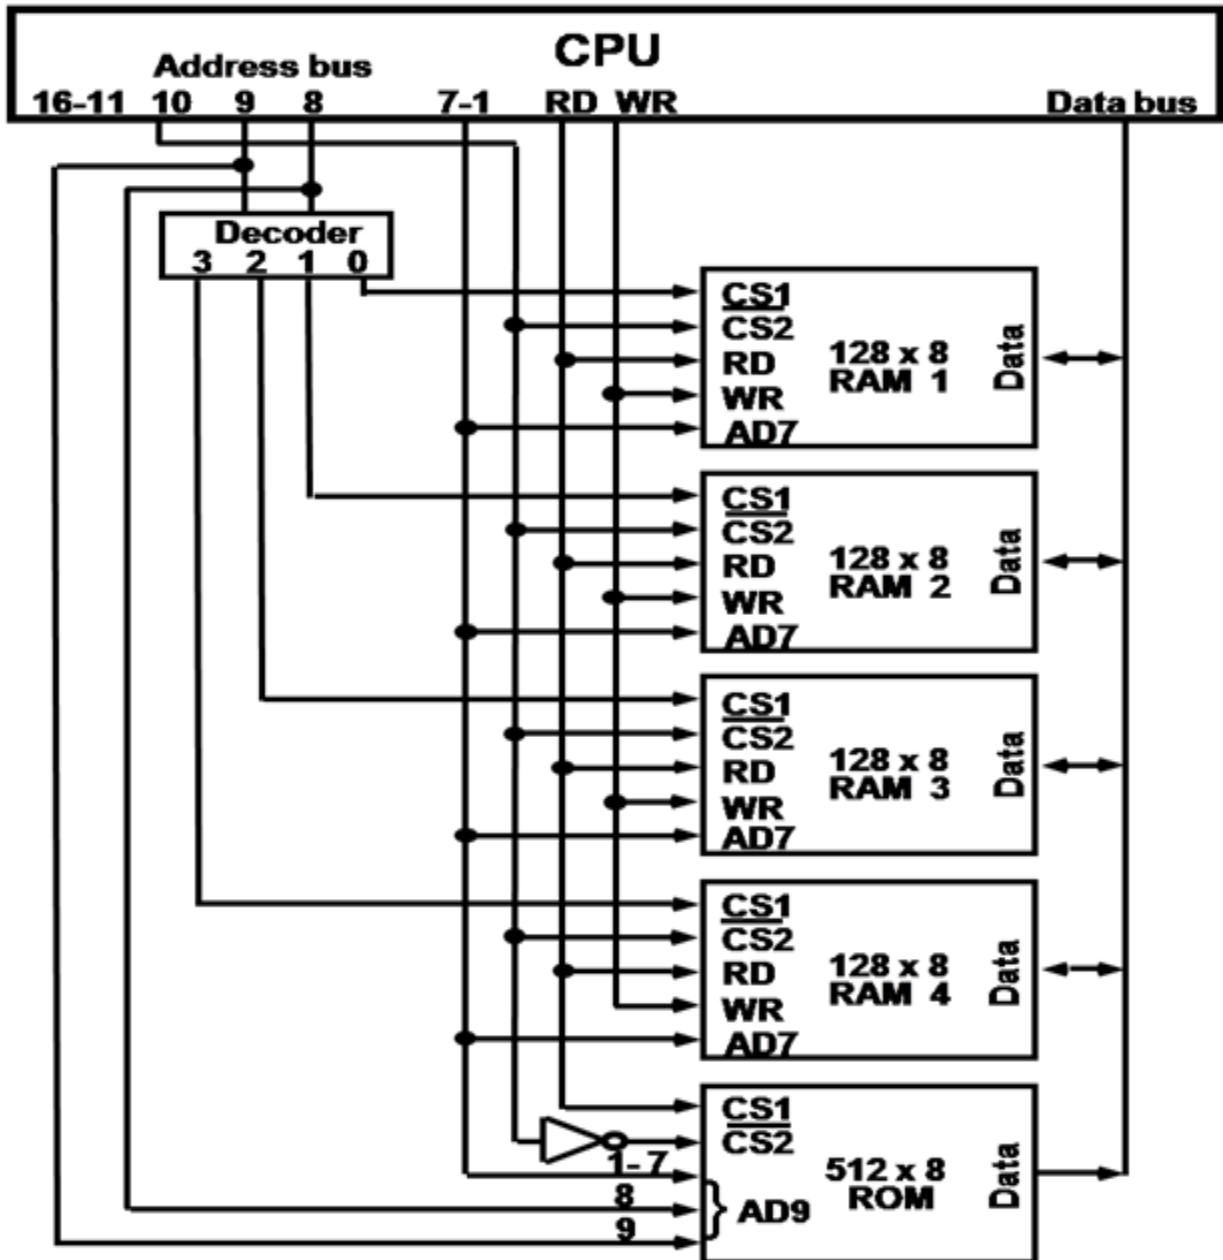 CPU
Address bus
16-11 10 9 8 7-1 RD WR Data bus
Decoder
3 2 1 0
CS1
CS2
RD
WR
AD7
128 x 8
RAM 1
Data
CS1
CS2
RD
WR
AD7
128 x 8
RAM 2
Data
CS1
CS2
RD
WR
AD7
128 x 8
RAM 3
Data
CS1
CS2
RD
WR
AD7
128 x 8
RAM 4
Data
CS1
CS2
1- 7
8
9
AD9
512 x 8
ROM
Data